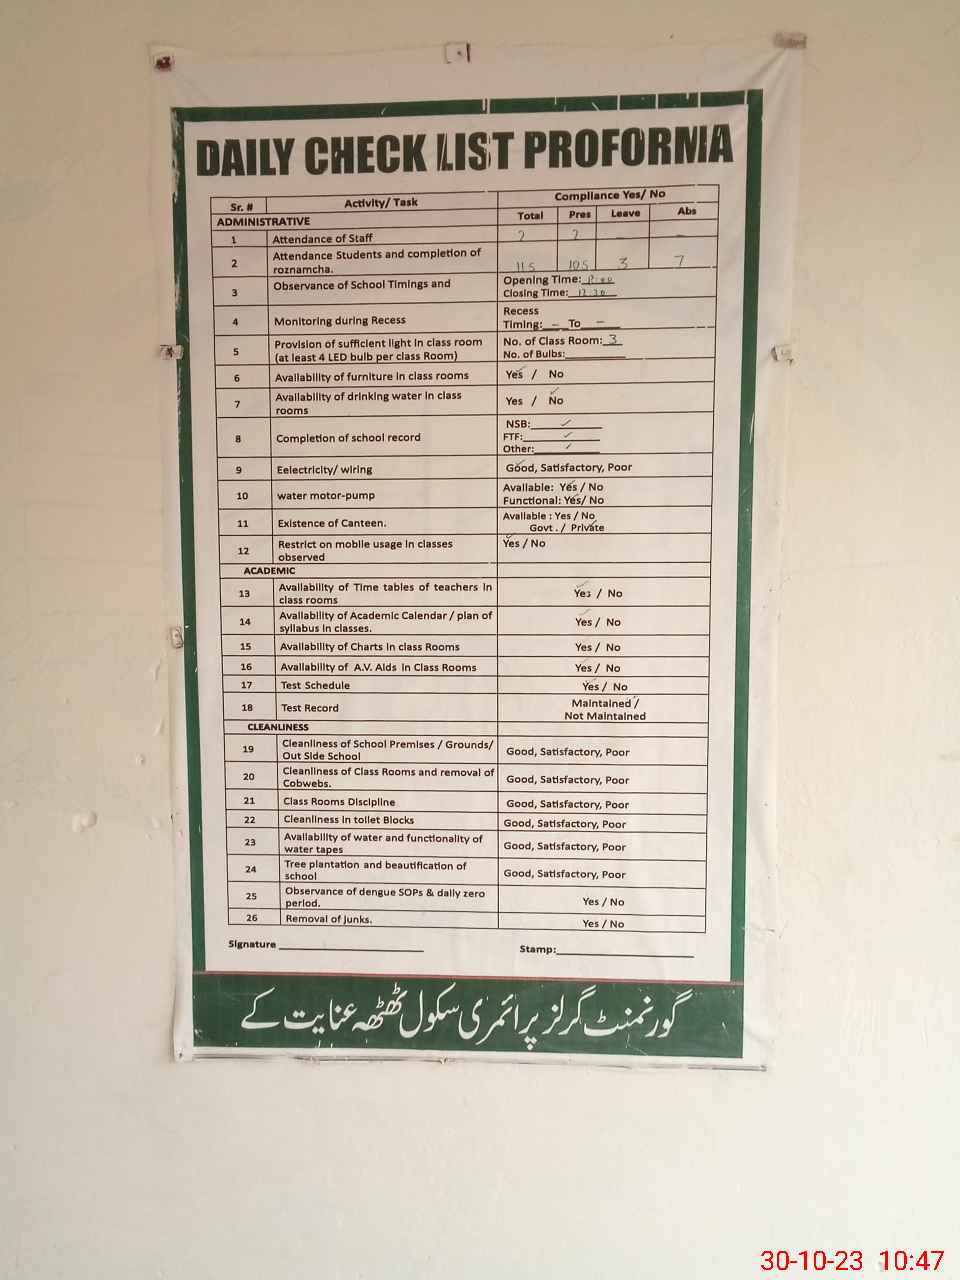 DAILY CHECK LIST PROFORMA
Sr. # Activity/ Task Compliance Yes/ No
ADMINISTRATIVE Total Pres Leave Abs
1 Attendance of Staff 2 2 – –
2 Attendance Students and completion of
roznamcha. 115 105 3 7
3 Observance of School Timings and Opening Time:
Closing Time: 12:20
4 Monitoring during Recess Recess
Timing: – To –
5 Provision of sufficient light in class room
(at least 4 LED bulb per class Room) No. of Class Room: 3
No. of Bulbs:
6 Availability of furniture in class rooms Yes / No
7 Availability of drinking water in class
rooms Yes / No
8 Completion of school record NSB: ✓
FTF: ✓
Other: ✓
9 Eelectricity/ wiring Good, Satisfactory, Poor
10 water motor-pump Available: Yes / No
Functional: Yes/ No
11 Existence of Canteen. Available : Yes / No
Govt . / Private
12 Restrict on mobile usage in classes
observed Yes / No
ACADEMIC
13 Availability of Time tables of teachers in
class rooms Yes / No
14 Availability of Academic Calendar / plan of
syllabus in classes. Yes / No
15 Availability of Charts in class Rooms Yes / No
16 Availability of A.V. Aids in Class Rooms Yes / No
17 Test Schedule Yes / No
18 Test Record Maintained /
Not Maintained
CLEANLINESS
19 Cleanliness of School Premises / Grounds/
Out Side School Good, Satisfactory, Poor
20 Cleanliness of Class Rooms and removal of
Cobwebs. Good, Satisfactory, Poor
21 Class Rooms Discipline Good, Satisfactory, Poor
22 Cleanliness in toilet Blocks Good, Satisfactory, Poor
23 Availability of water and functionality of
water tapes Good, Satisfactory, Poor
24 Tree plantation and beautification of
school Good, Satisfactory, Poor
25 Observance of dengue SOPs & daily zero
period. Yes / No
26 Removal of junks. Yes / No
Signature Stamp:
گورنمنٹ گرلز پرائمری سکول ٹھٹھہ عنایت کے
30-10-23 10:47